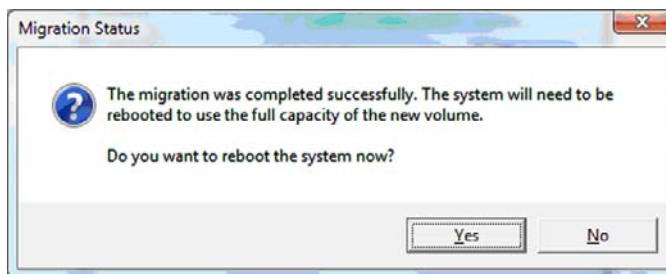 Migration Status
The migration was completed successfully. The system will need to be
rebooted to use the full capacity of the new volume.
Do you want to reboot the system now?
Yes
No